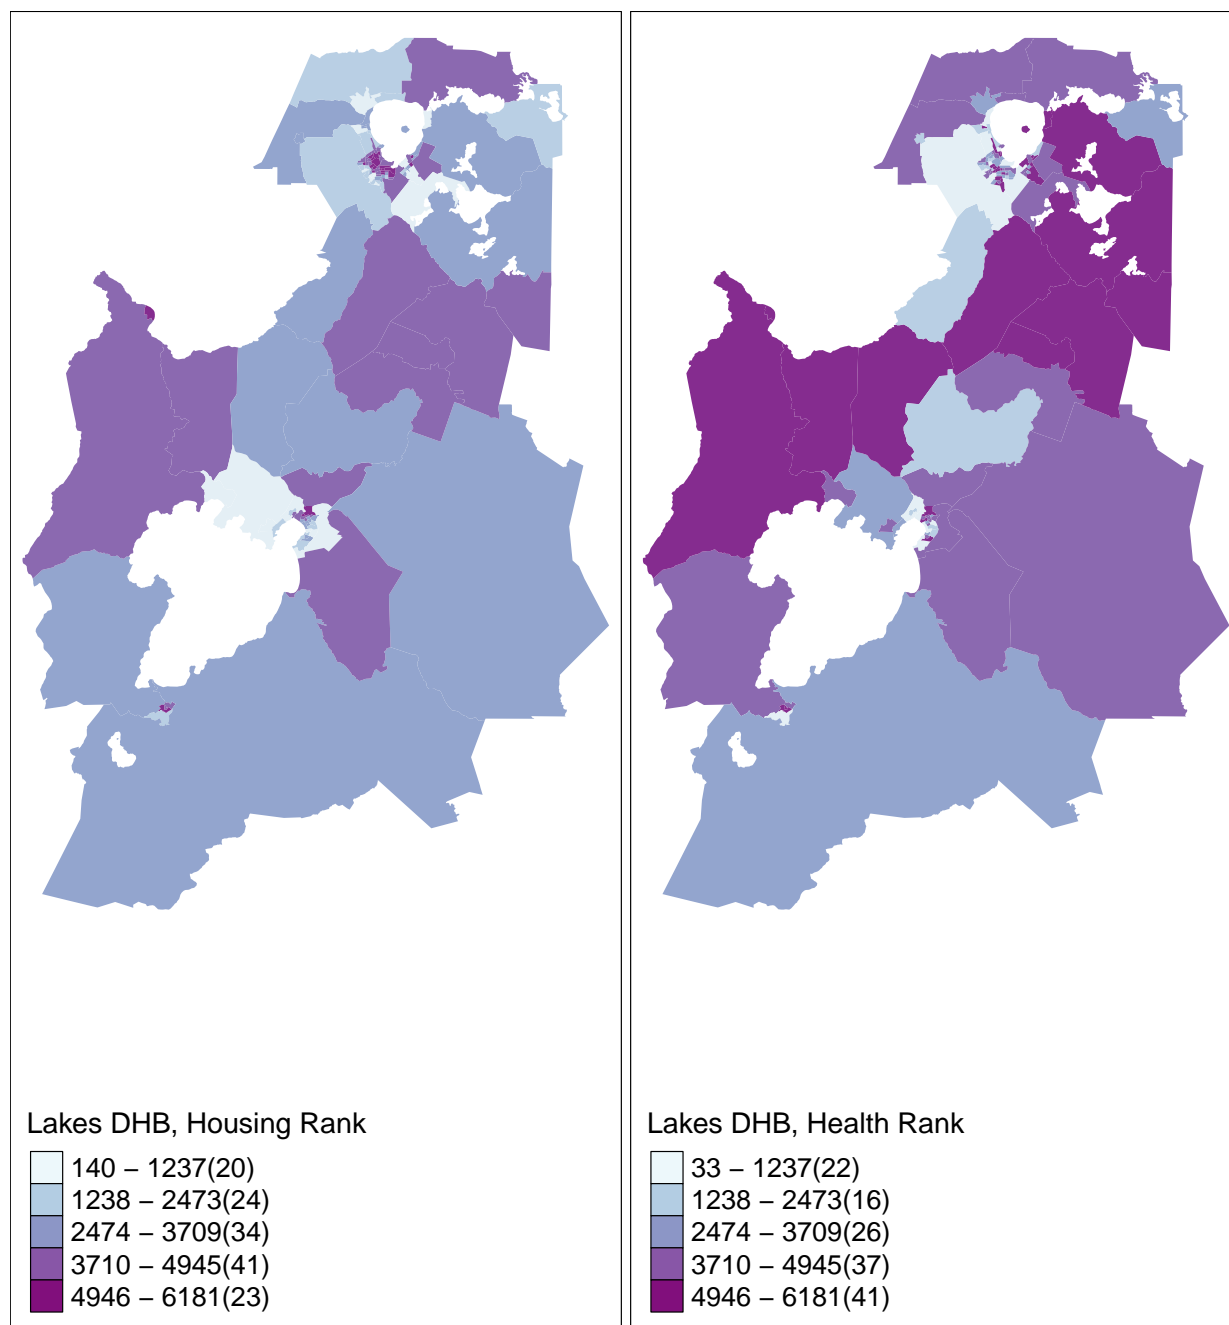 Lakes DHB, Housing Rank
140 – 1237(20)
1238 – 2473(24)
2474 – 3709(34)
3710 – 4945(41)
4946 – 6181(23)
Lakes DHB, Health Rank
33 – 1237(22)
1238 – 2473(16)
2474 – 3709(26)
3710 – 4945(37)
4946 – 6181(41)